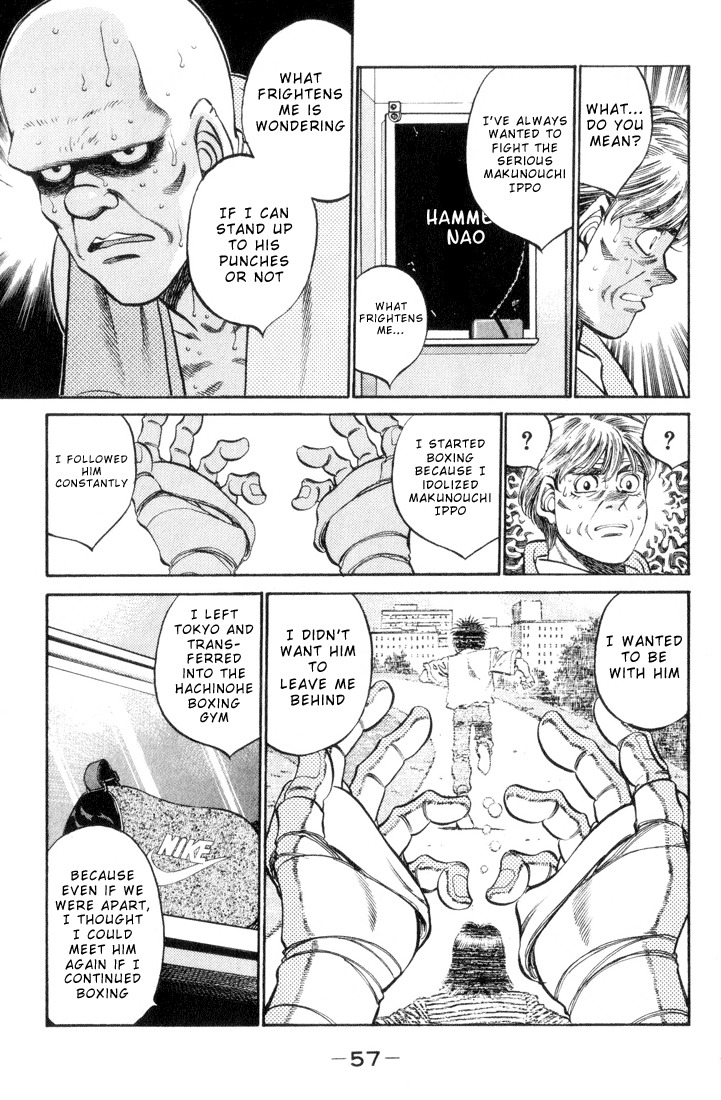 WHAT...
DO YOU
MEAN?
I'VE ALWAYS
WANTED TO
FIGHT THE
SERIOUS
MAKUNOUCHI
IPPO
HAMME
NAO
WHAT
FRIGHTENS
ME...
WHAT
FRIGHTENS
ME IS
WONDERING
IF I CAN
STAND UP
TO HIS
PUNCHES
OR NOT
?
?
I STARTED
BOXING
BECAUSE I
IDOLIZED
MAKUNOUCHI
IPPO
I FOLLOWED
HIM
CONSTANTLY
I WANTED
TO BE
WITH HIM
I DIDN'T
WANT HIM
TO
LEAVE ME
BEHIND
I LEFT
TOKYO AND
TRANS-
FERRED
INTO THE
HACHINOHE
BOXING
GYM
NIKE
BECAUSE
EVEN IF WE
WERE APART,
I THOUGHT
I COULD
MEET HIM
AGAIN IF I
CONTINUED
BOXING
—57—